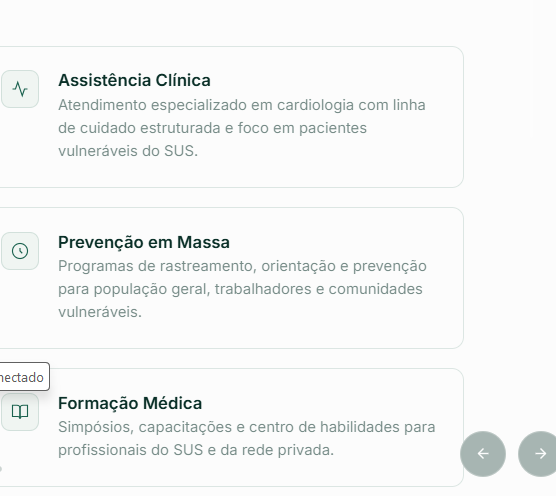 Assistência Clínica
Atendimento especializado em cardiologia com linha
de cuidado estruturada e foco em pacientes
vulneráveis do SUS.
Prevenção em Massa
Programas de rastreamento, orientação e prevenção
para população geral, trabalhadores e comunidades
vulneráveis.
nectado
Formação Médica
Simpósios, capacitações e centro de habilidades para
profissionais do SUS e da rede privada.